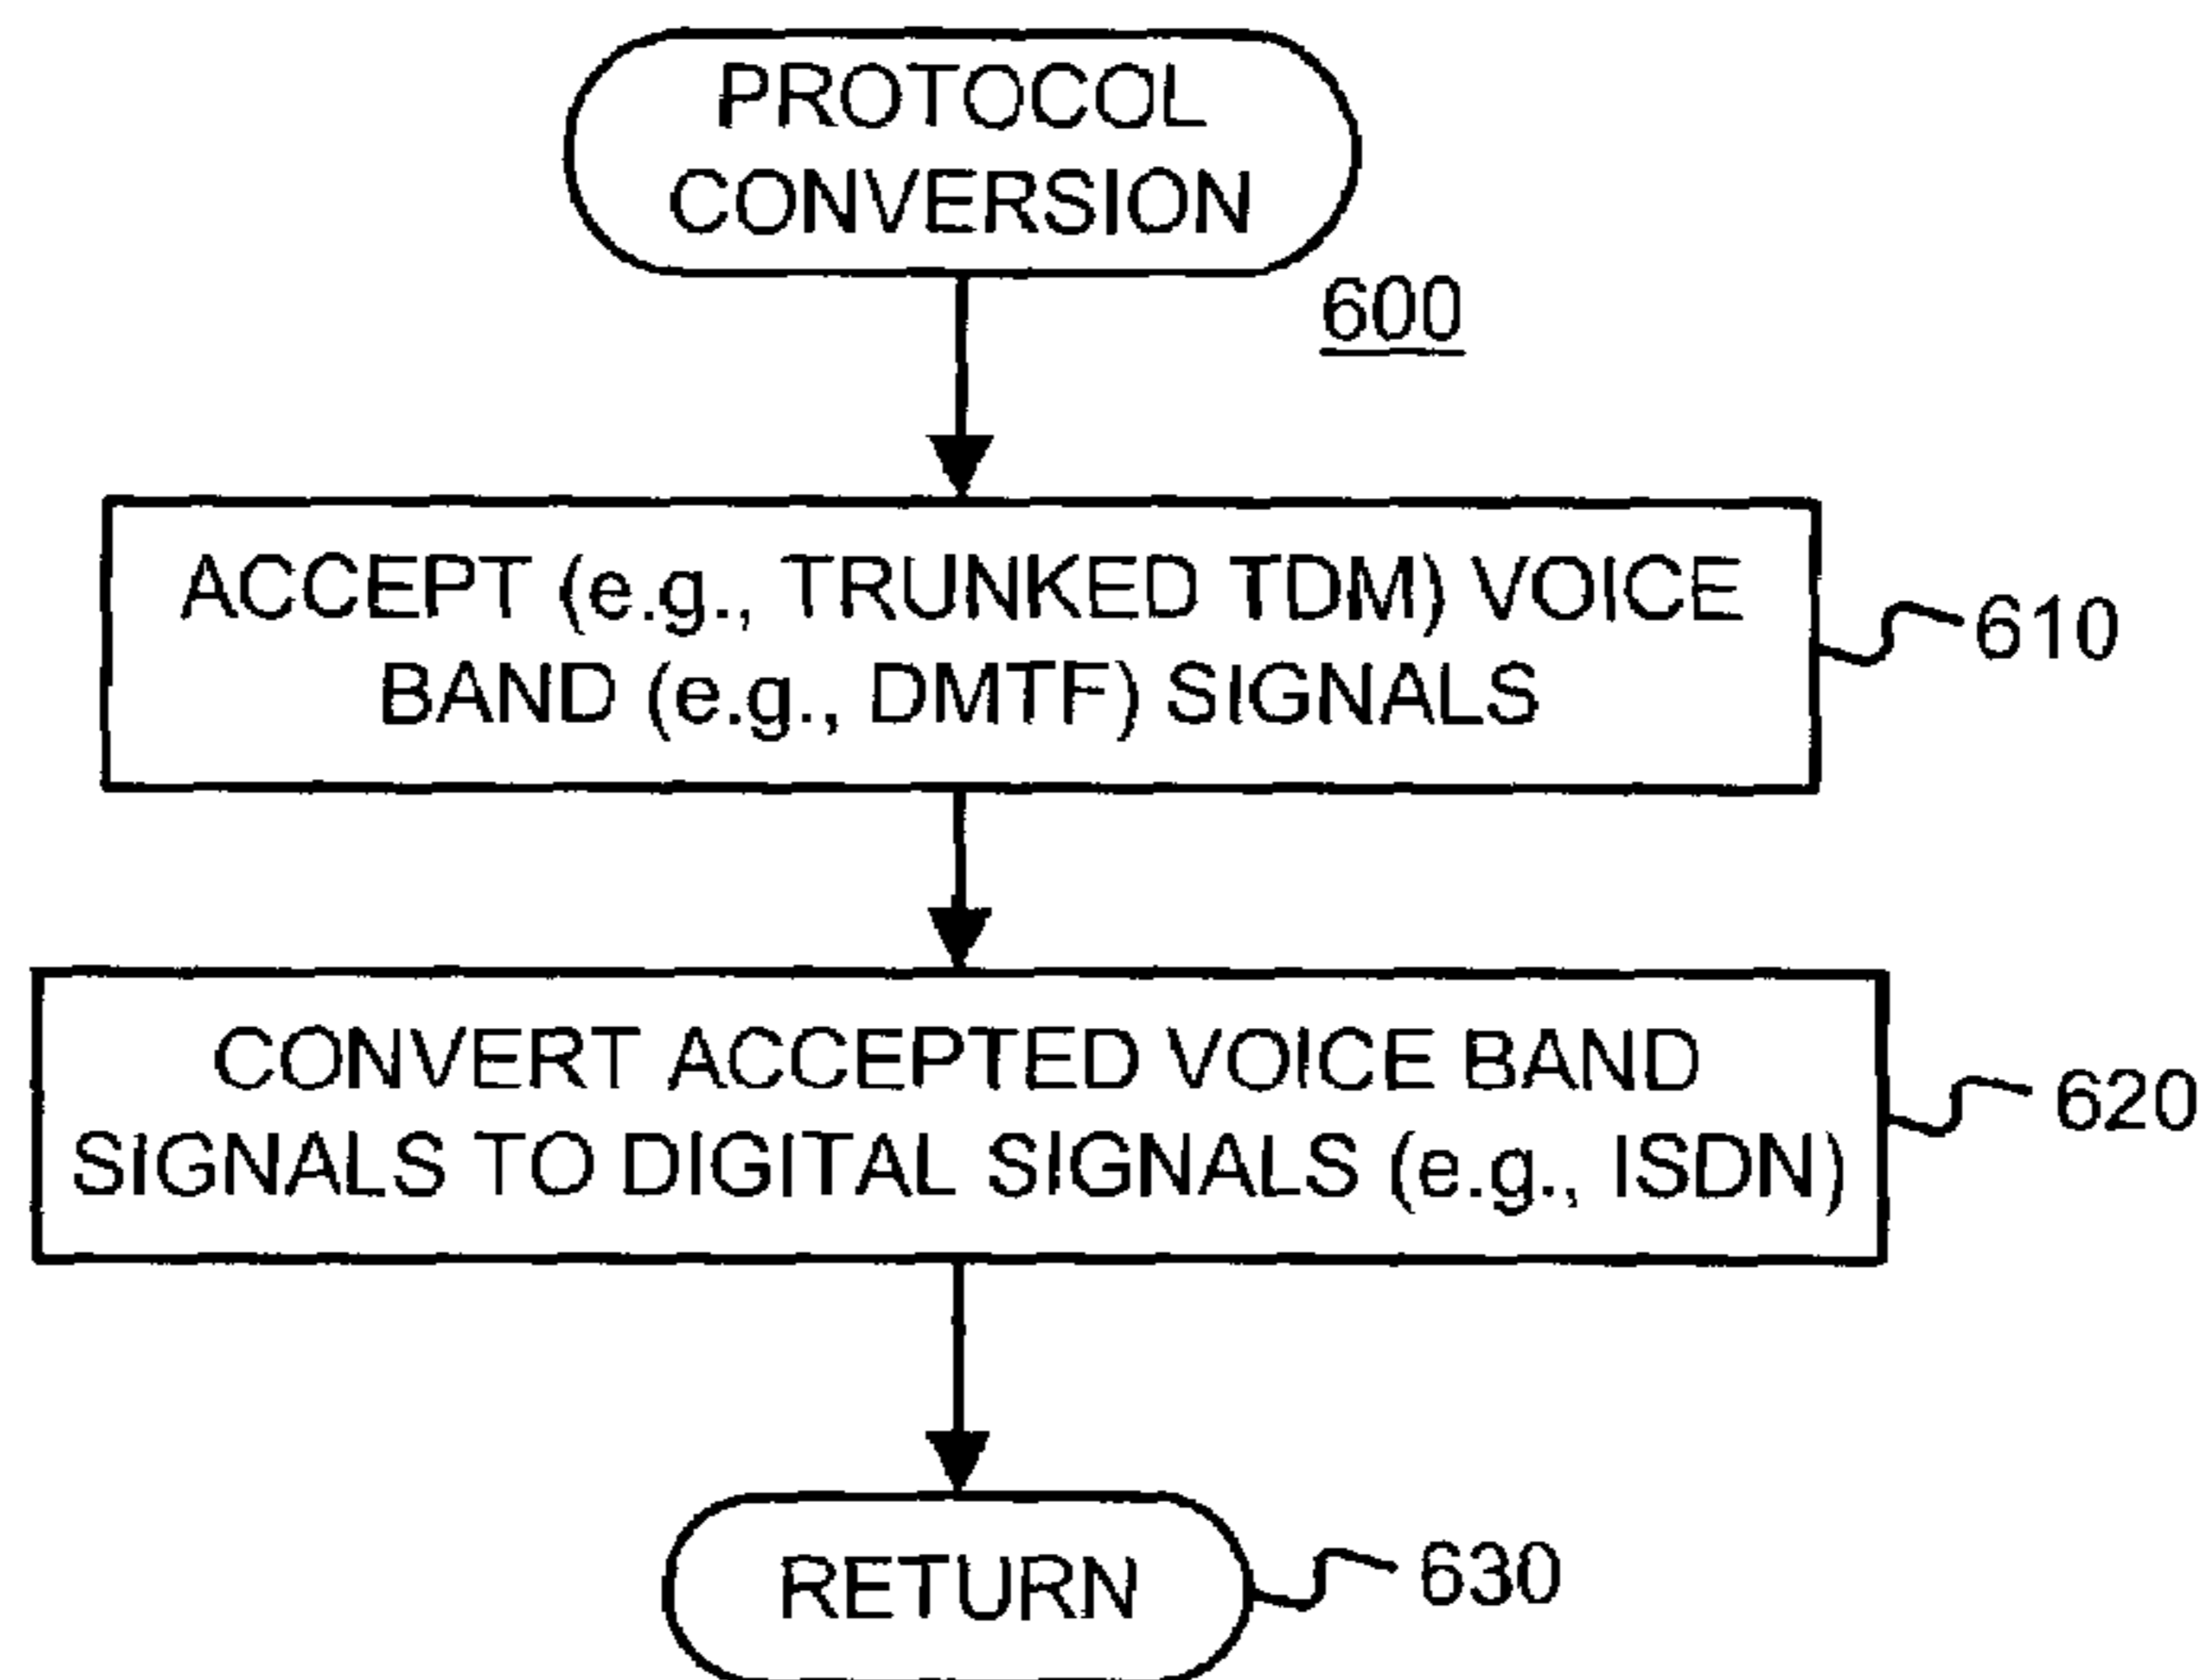 PROTOCOL
CONVERSION
600
ACCEPT (e.g., TRUNKED TDM) VOICE
BAND (e.g., DMTF) SIGNALS
610
CONVERT ACCEPTED VOICE BAND
SIGNALS TO DIGITAL SIGNALS (e.g., ISDN)
620
RETURN
630